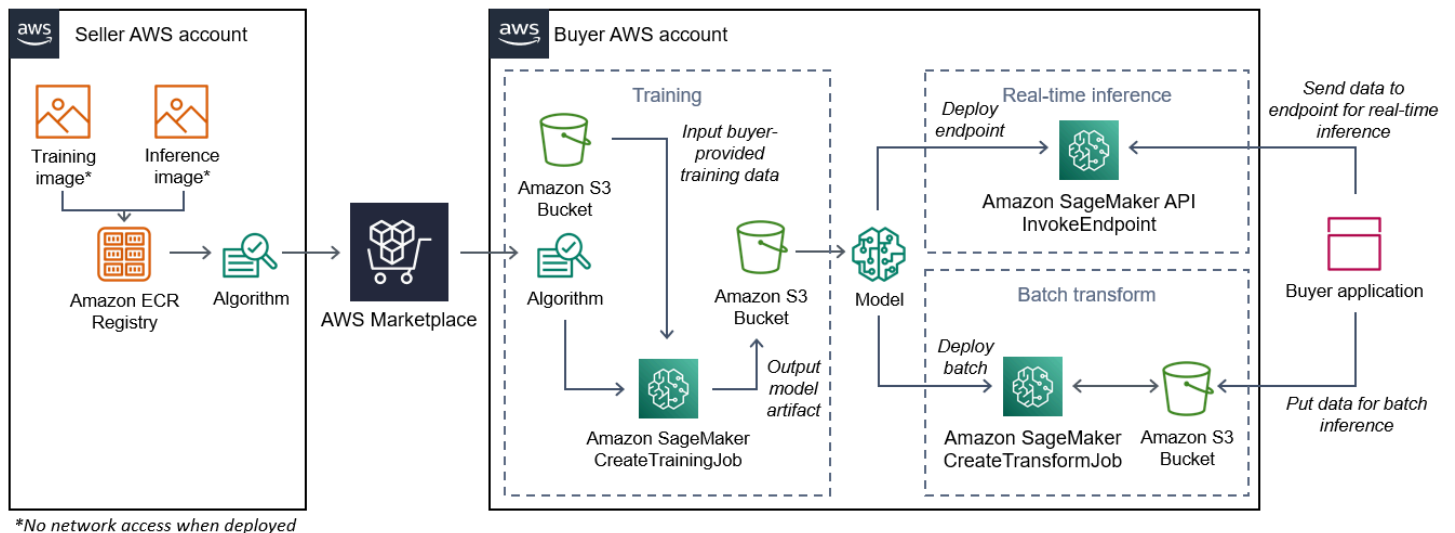 aws
Seller AWS account
Training
image*
Inference
image*
Amazon ECR
Registry
Algorithm
*No network access when deployed
AWS Marketplace
aws
Buyer AWS account
Training
Amazon S3
Bucket
Input buyer-
provided
training data
Algorithm
Amazon S3
Bucket
Output
model
artifact
Amazon SageMaker
CreateTrainingJob
Model
Real-time inference
Deploy
endpoint
Amazon SageMaker API
InvokeEndpoint
Batch transform
Deploy
batch
Amazon SageMaker
CreateTransformJob
Amazon S3
Bucket
Send data to
endpoint for real-time
inference
Buyer application
Put data for batch
inference